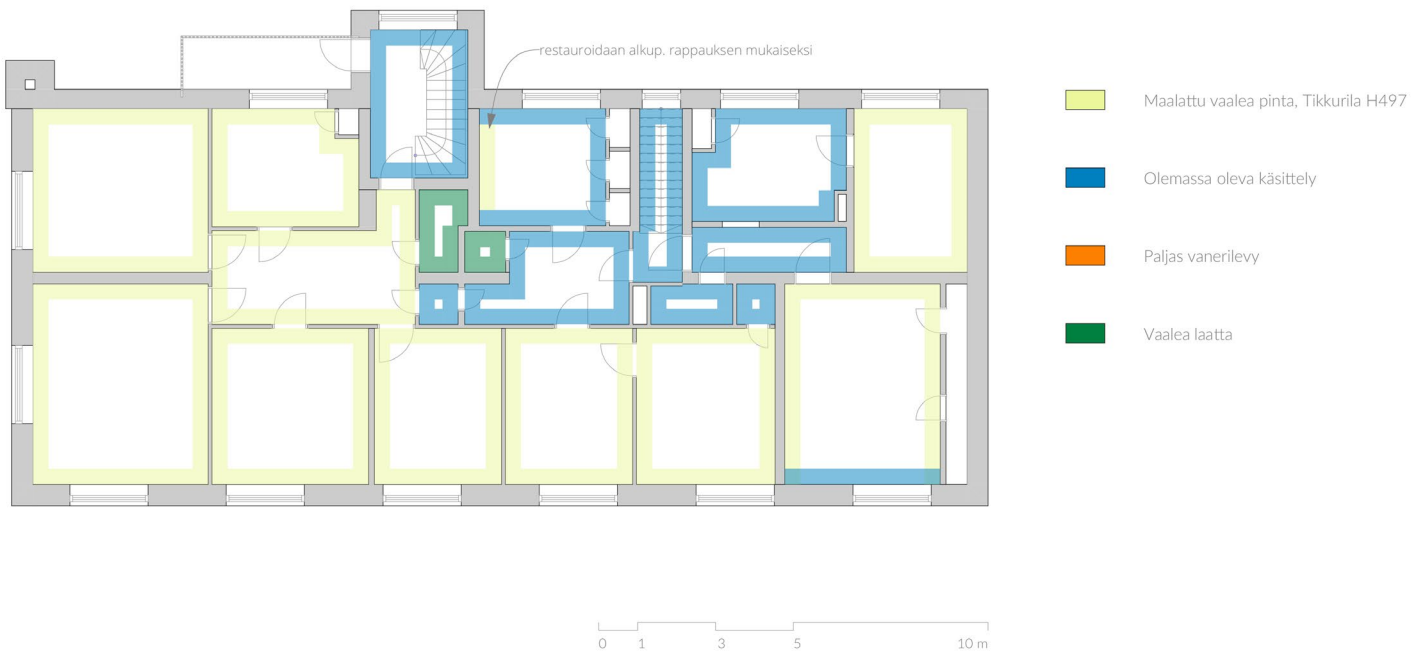 restauroidaan alkup. rappauksen mukaiseksi
Maalattu vaalea pinta, Tikkurila H497
Olemassa oleva käsittely
Paljas vanerilevy
Vaalea laatta
0 1 3 5 10 m